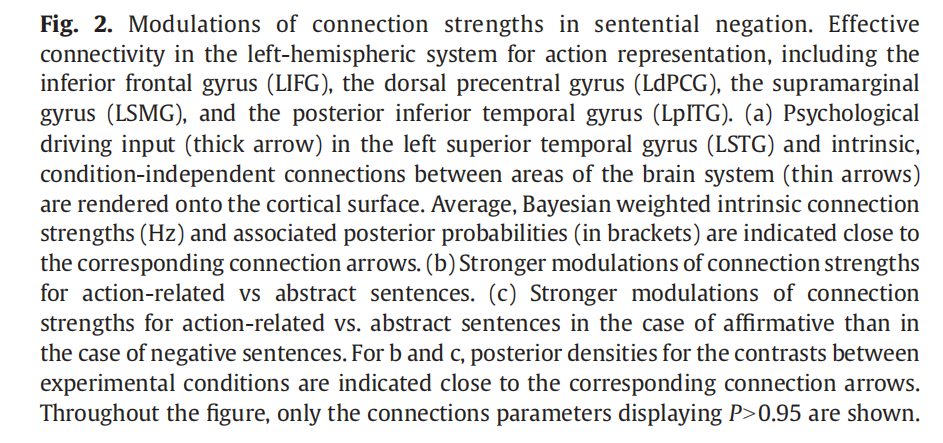 Fig. 2. Modulations of connection strengths in sentential negation. Effective
connectivity in the left-hemispheric system for action representation, including the
inferior frontal gyrus (LIFG), the dorsal precentral gyrus (LdPCG), the supramarginal
gyrus (LSMG), and the posterior inferior temporal gyrus (LpITG). (a) Psychological
driving input (thick arrow) in the left superior temporal gyrus (LSTG) and intrinsic,
condition-independent connections between areas of the brain system (thin arrows)
are rendered onto the cortical surface. Average, Bayesian weighted intrinsic connection
strengths (Hz) and associated posterior probabilities (in brackets) are indicated close to
the corresponding connection arrows. (b) Stronger modulations of connection strengths
for action-related vs abstract sentences. (c) Stronger modulations of connection
strengths for action-related vs. abstract sentences in the case of affirmative than in
the case of negative sentences. For b and c, posterior densities for the contrasts between
experimental conditions are indicated close to the corresponding connection arrows.
Throughout the figure, only the connections parameters displaying P>0.95 are shown.